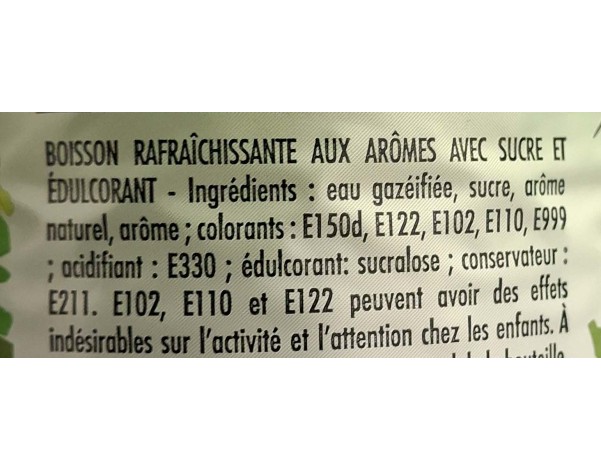 BOISSON RAFRAÎCHISSANTE AUX ARÔMES AVEC SUCRE ET
ÉDULCORANT - Ingrédients : eau gazéifiée, sucre, arôme
naturel, arôme ; colorants : E150d, E122, E102, E110, E999
; acidifiant : E330 ; édulcorant: sucralose ; conservateur :
E211. E102, E110 et E122 peuvent avoir des effets
indésirables sur l'activité et l'attention chez les enfants. À
bouteille